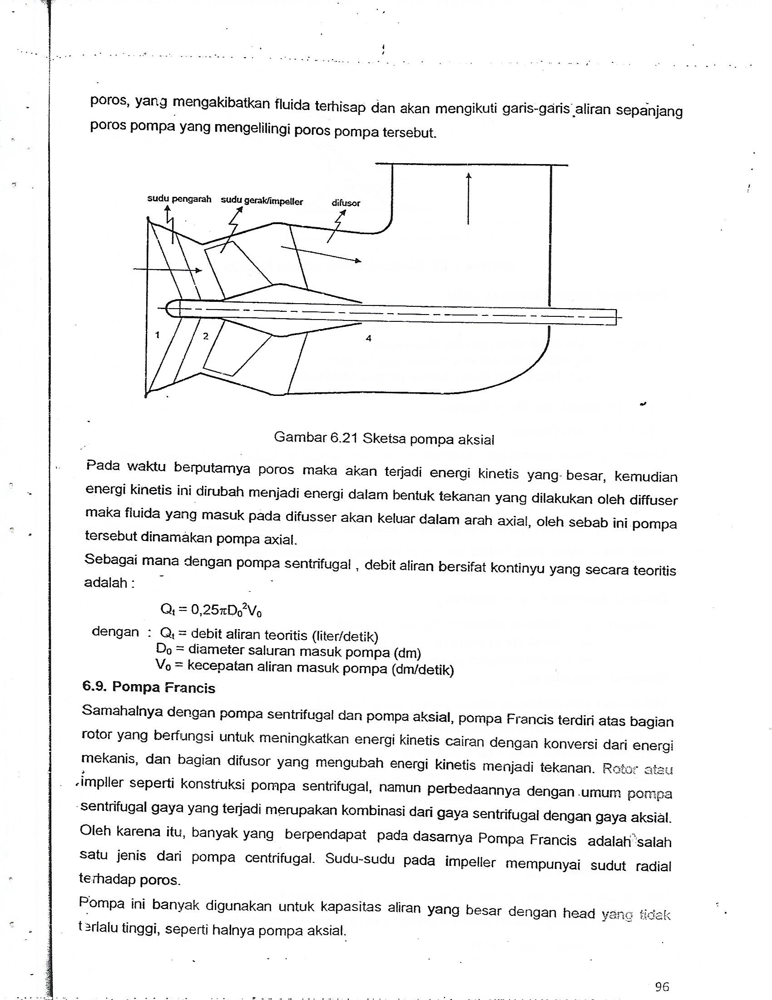 poros, yang mengakibatkan fluida terhisap dan akan mengikuti garis-garis aliran sepanjang
poros pompa yang mengelilingi poros pompa tersebut.
sudu pengarah sudu gerak/impeller difusor
1 2 4
Gambar 6.21 Sketsa pompa aksial
Pada waktu berputarnya poros maka akan terjadi energi kinetis yang besar, kemudian
energi kinetis ini dirubah menjadi energi dalam bentuk tekanan yang dilakukan oleh diffuser
maka fluida yang masuk pada difusser akan keluar dalam arah axial, oleh sebab ini pompa
tersebut dinamakan pompa axial.
Sebagai mana dengan pompa sentrifugal , debit aliran bersifat kontinyu yang secara teoritis
adalah :
Qₜ = 0,25πD₀²V₀
dengan : Qₜ = debit aliran teoritis (liter/detik)
D₀ = diameter saluran masuk pompa (dm)
V₀ = kecepatan aliran masuk pompa (dm/detik)
6.9. Pompa Francis
Samahalnya dengan pompa sentrifugal dan pompa aksial, pompa Francis terdiri atas bagian
rotor yang berfungsi untuk meningkatkan energi kinetis cairan dengan konversi dari energi
mekanis, dan bagian difusor yang mengubah energi kinetis menjadi tekanan. Rotor atau
impller seperti konstruksi pompa sentrifugal, namun perbedaannya dengan umum pompa
sentrifugal gaya yang terjadi merupakan kombinasi dari gaya sentrifugal dengan gaya aksial.
Oleh karena itu, banyak yang berpendapat pada dasarnya Pompa Francis adalah salah
satu jenis dari pompa centrifugal. Sudu-sudu pada impeller mempunyai sudut radial
terhadap poros.
Pompa ini banyak digunakan untuk kapasitas aliran yang besar dengan head yang tidak
terlalu tinggi, seperti halnya pompa aksial.
96